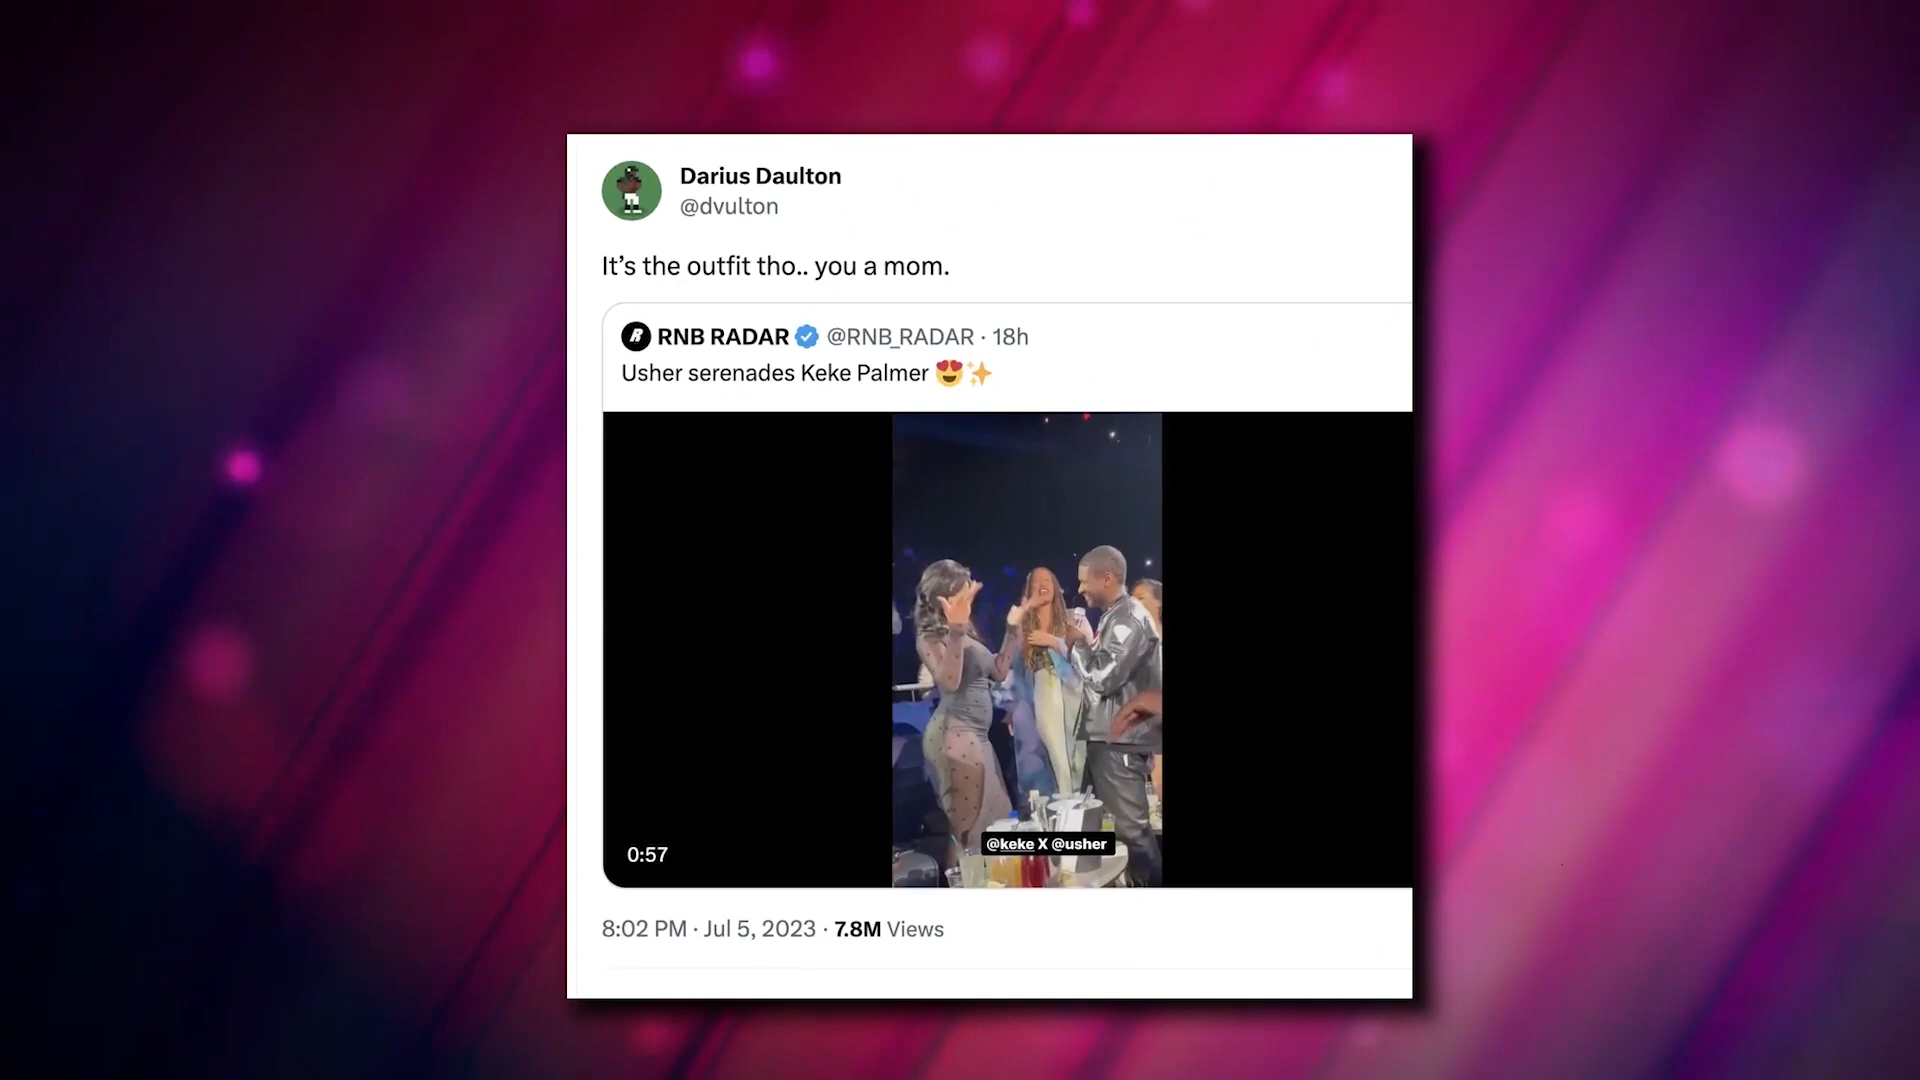 Darius Daulton
@dvulton
It’s the outfit tho.. you a mom.
RNB RADAR @RNB_RADAR · 18h
Usher serenades Keke Palmer 😍✨
@keke X @usher
0:57
8:02 PM · Jul 5, 2023 · 7.8M Views